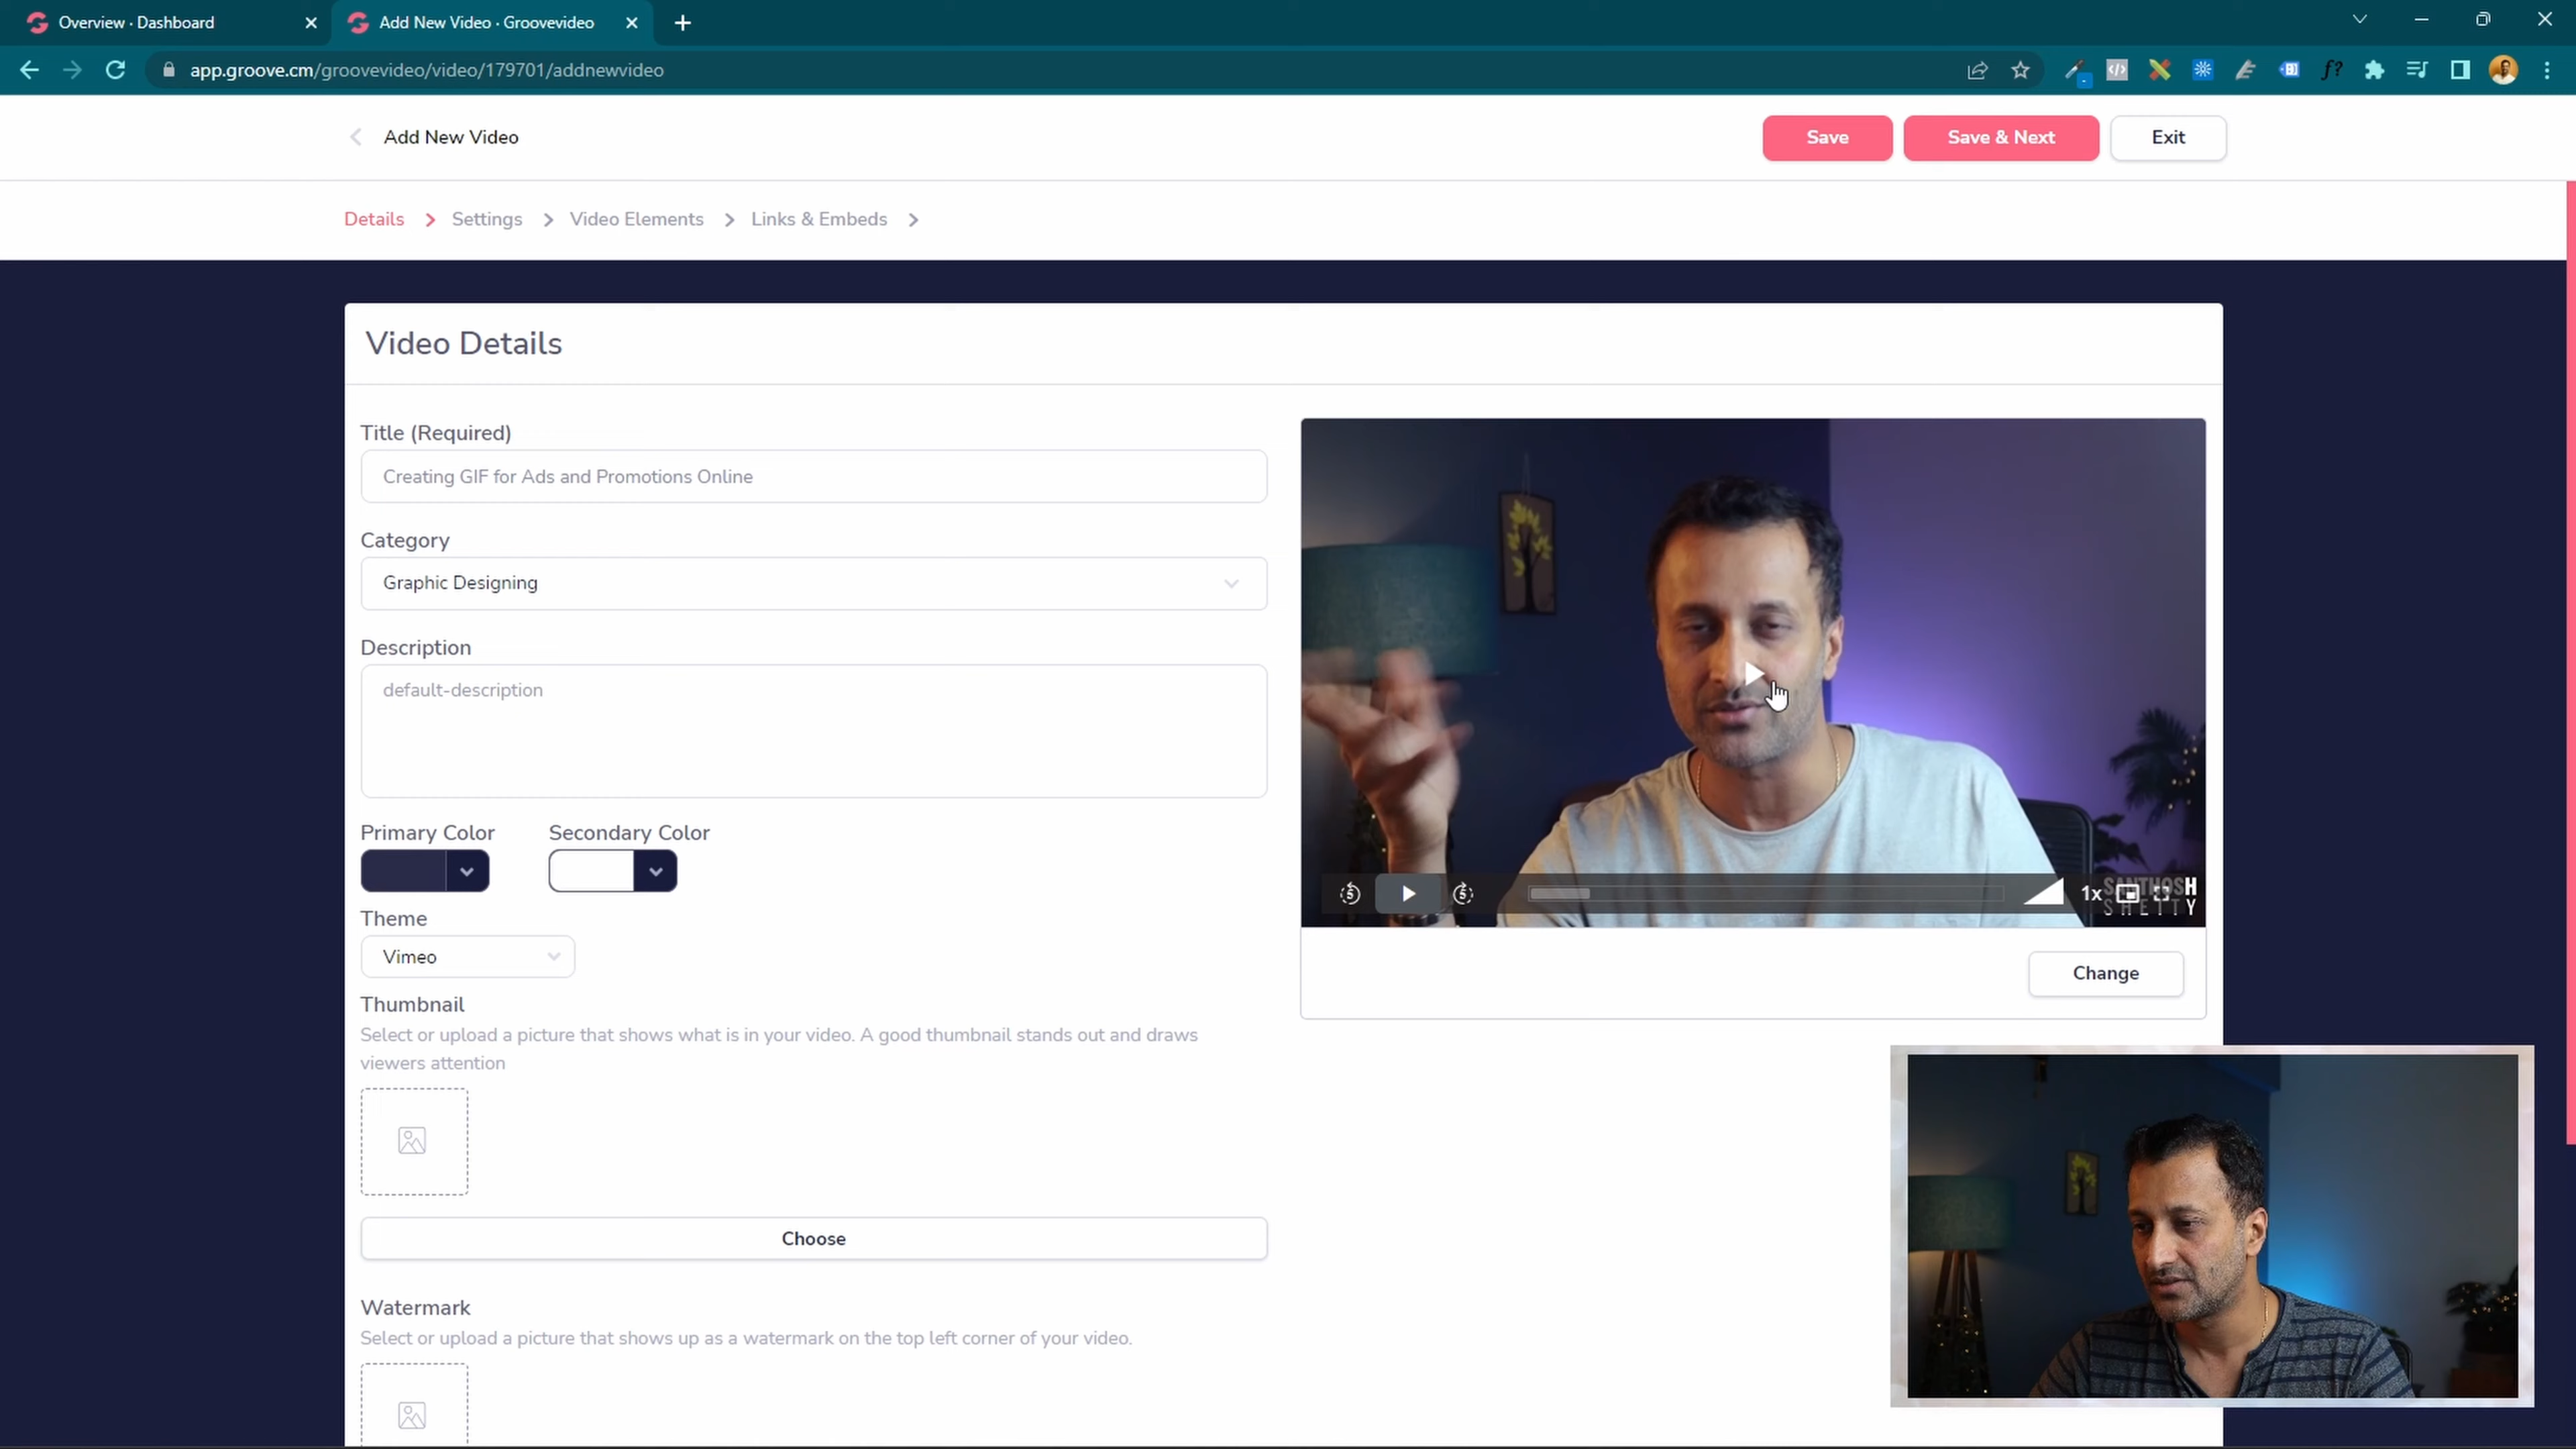 Overview · Dashboard
Add New Video · Groovevideo
app.groove.cm/groovevideo/video/179701/addnewvideo
Add New Video
Save
Save & Next
Exit
Details
Settings
Video Elements
Links & Embeds
Video Details
Title (Required)
Creating GIF for Ads and Promotions Online
Category
Graphic Designing
Description
default-description
Primary Color
Secondary Color
Theme
Vimeo
5
5
1x
SANTHOSH
SHETTY
Change
Thumbnail
Select or upload a picture that shows what is in your video. A good thumbnail stands out and draws
viewers attention
Choose
Watermark
Select or upload a picture that shows up as a watermark on the top left corner of your video.